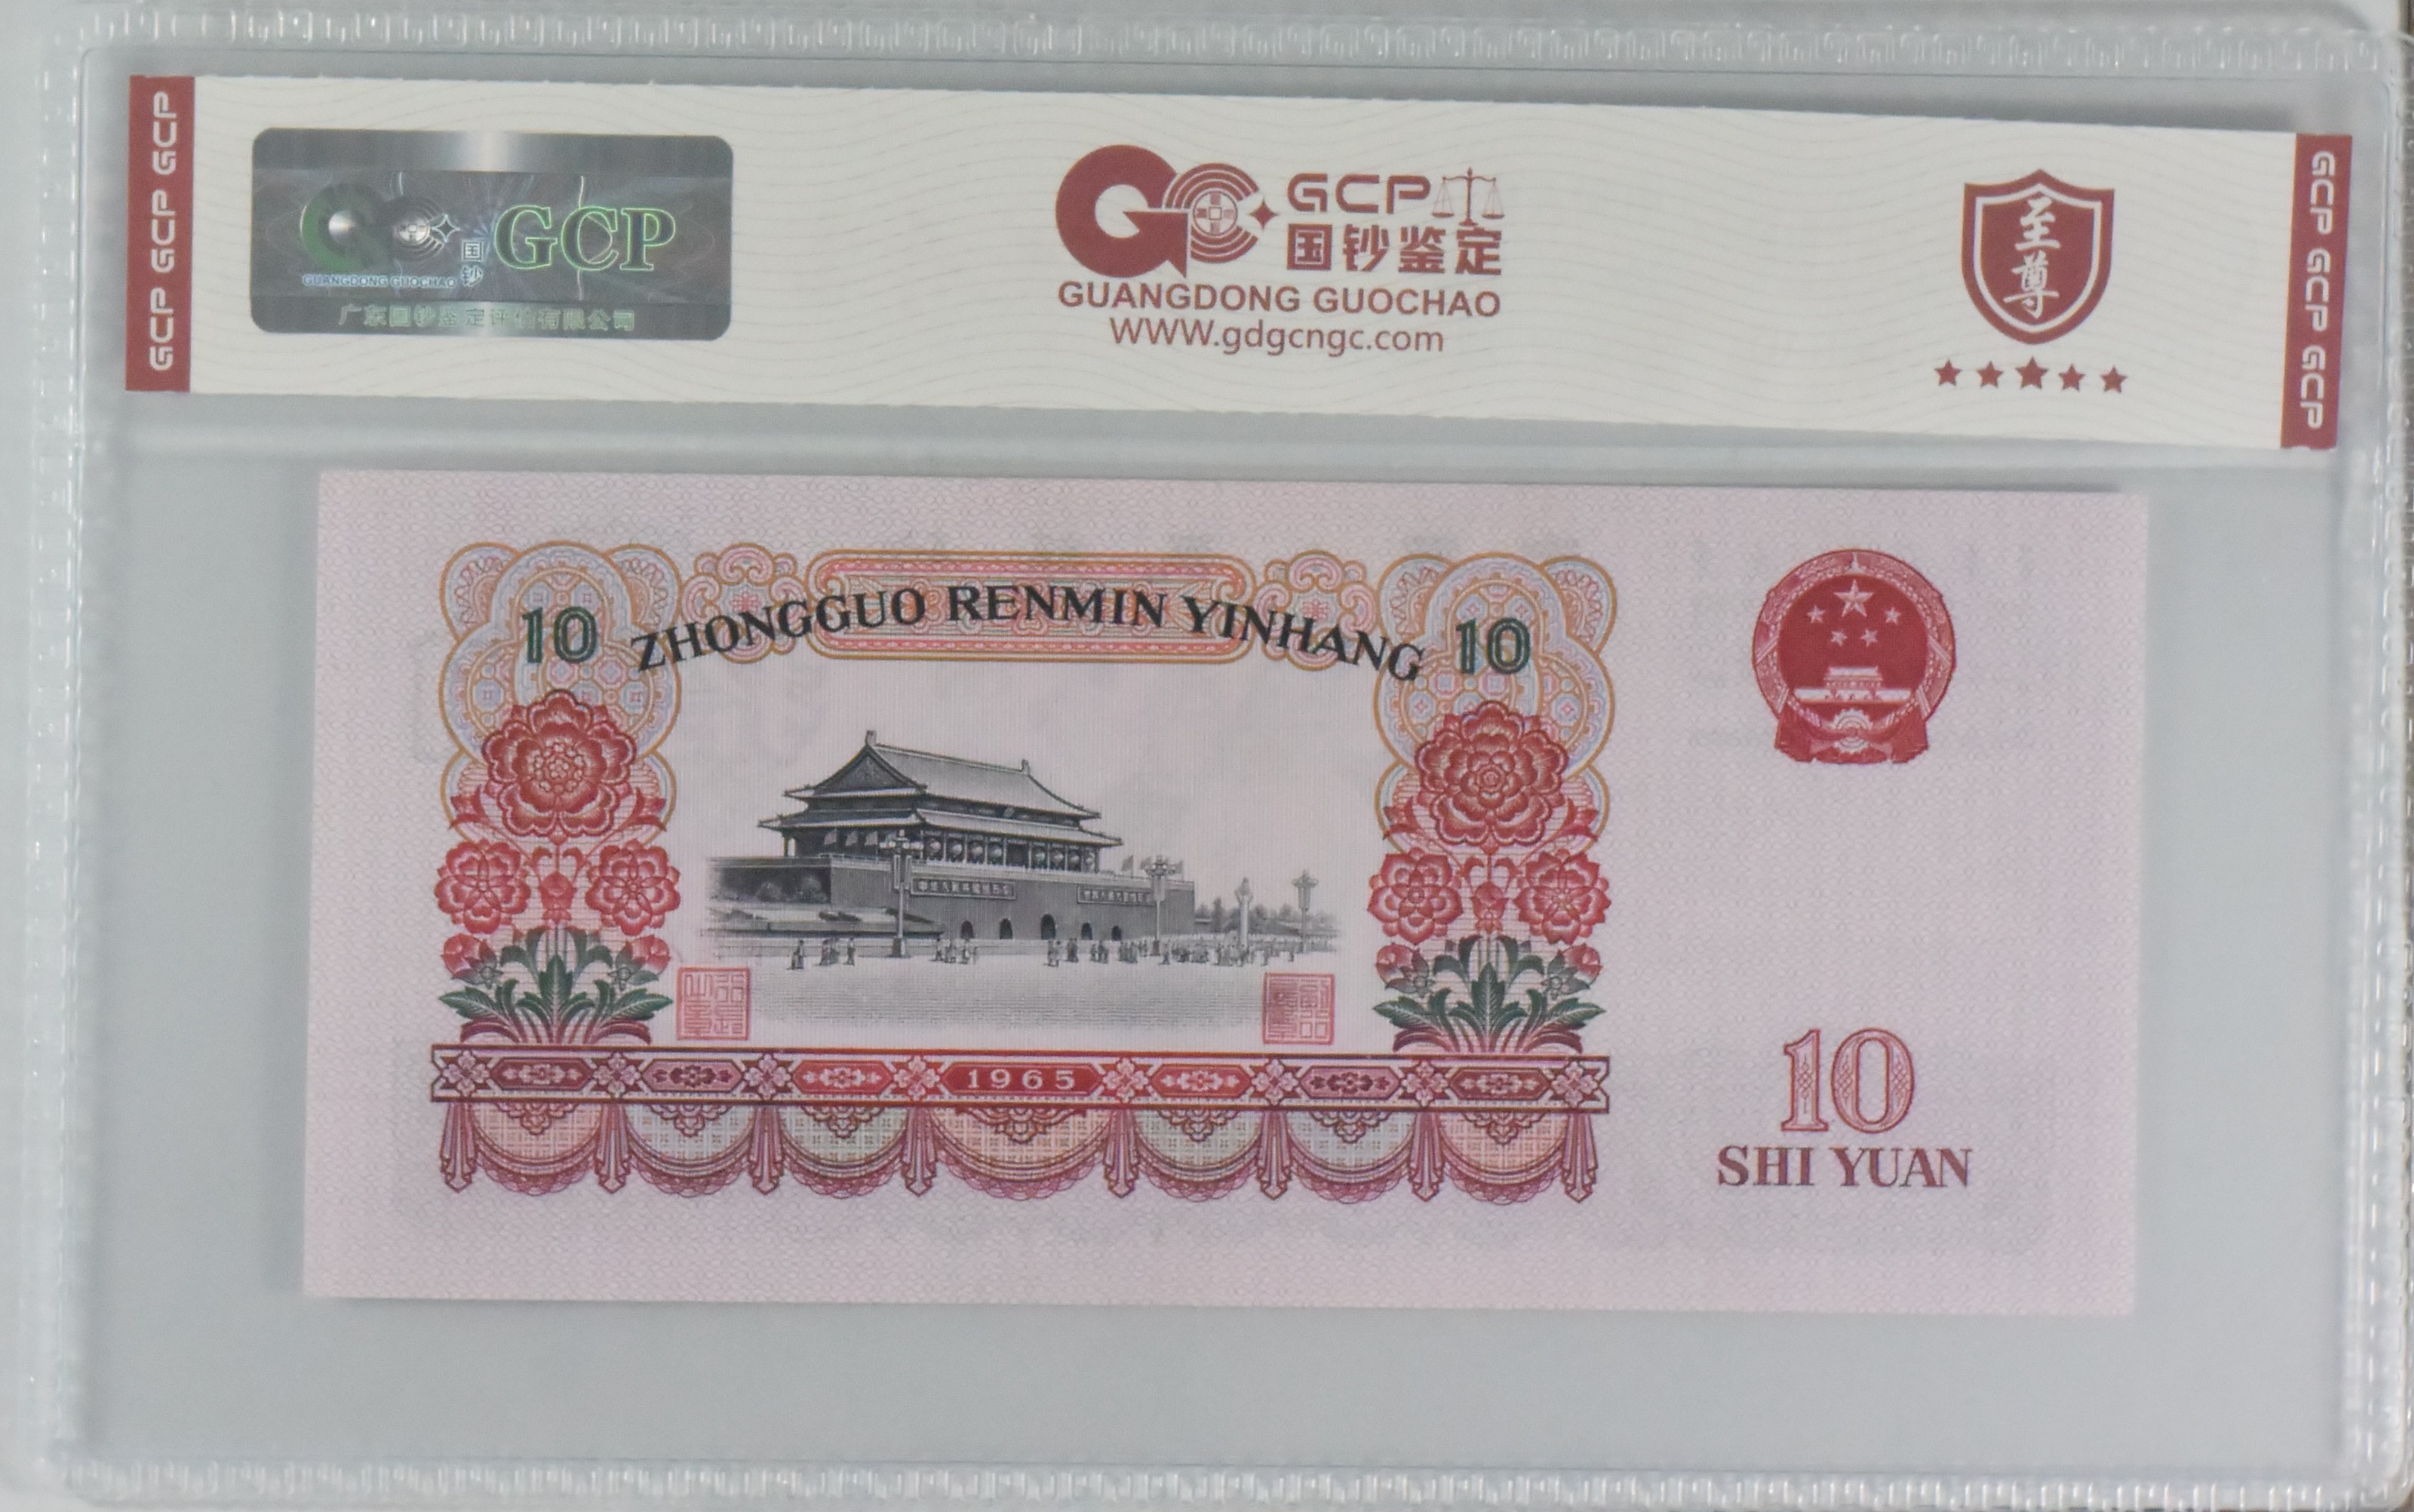 GCP GCP GCP
国钞
GCP
GUANGDONG GUOCHAO
广东国钞鉴定评估有限公司
GCP
国钞鉴定
GUANGDONG GUOCHAO
WWW.gdgcngc.com
至尊
GCP GCP GCP
10 ZHONGGUO RENMIN YINHANG 10
1965
10
SHI YUAN